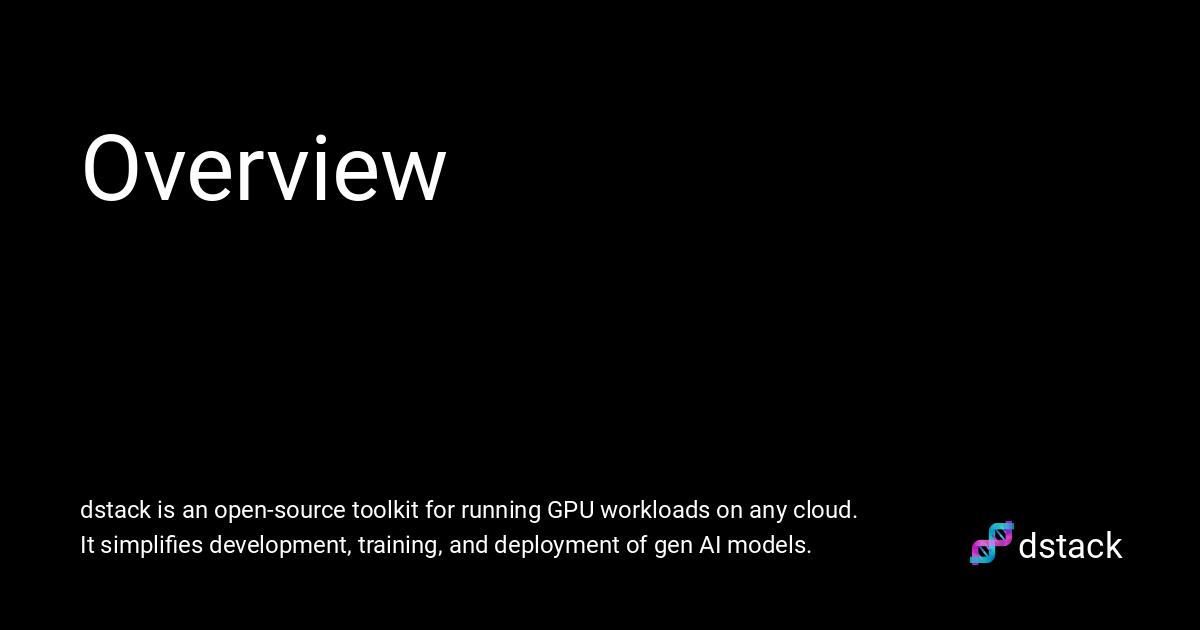 Overview
dstack is an open-source toolkit for running GPU workloads on any cloud.
It simplifies development, training, and deployment of gen AI models.
dstack